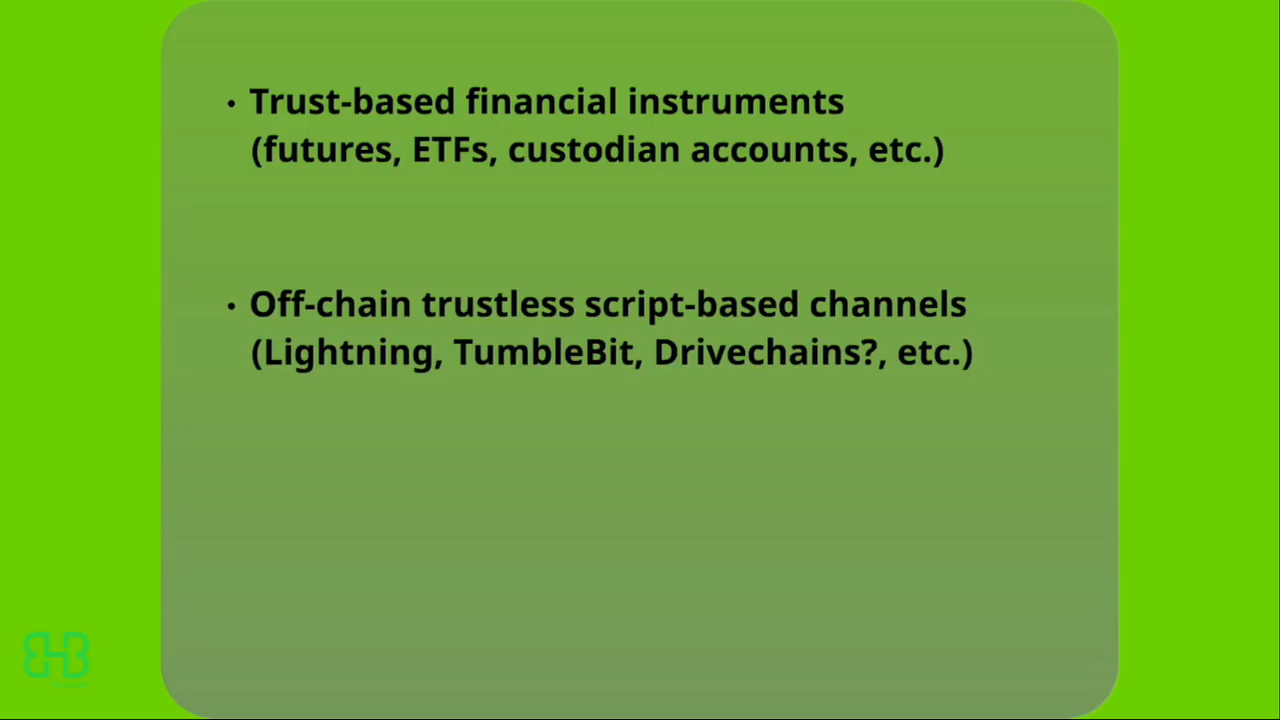 • Trust-based financial instruments
(futures, ETFs, custodian accounts, etc.)
• Off-chain trustless script-based channels
(Lightning, TumbleBit, Drivechains?, etc.)